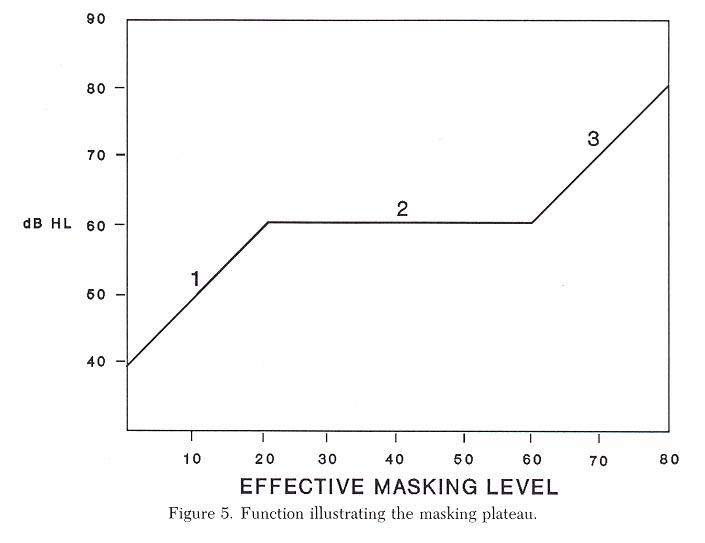 90
80
70
dB HL 60
50
40
1
2
3
10 20 30 40 50 60 70 80
EFFECTIVE MASKING LEVEL
Figure 5. Function illustrating the masking plateau.